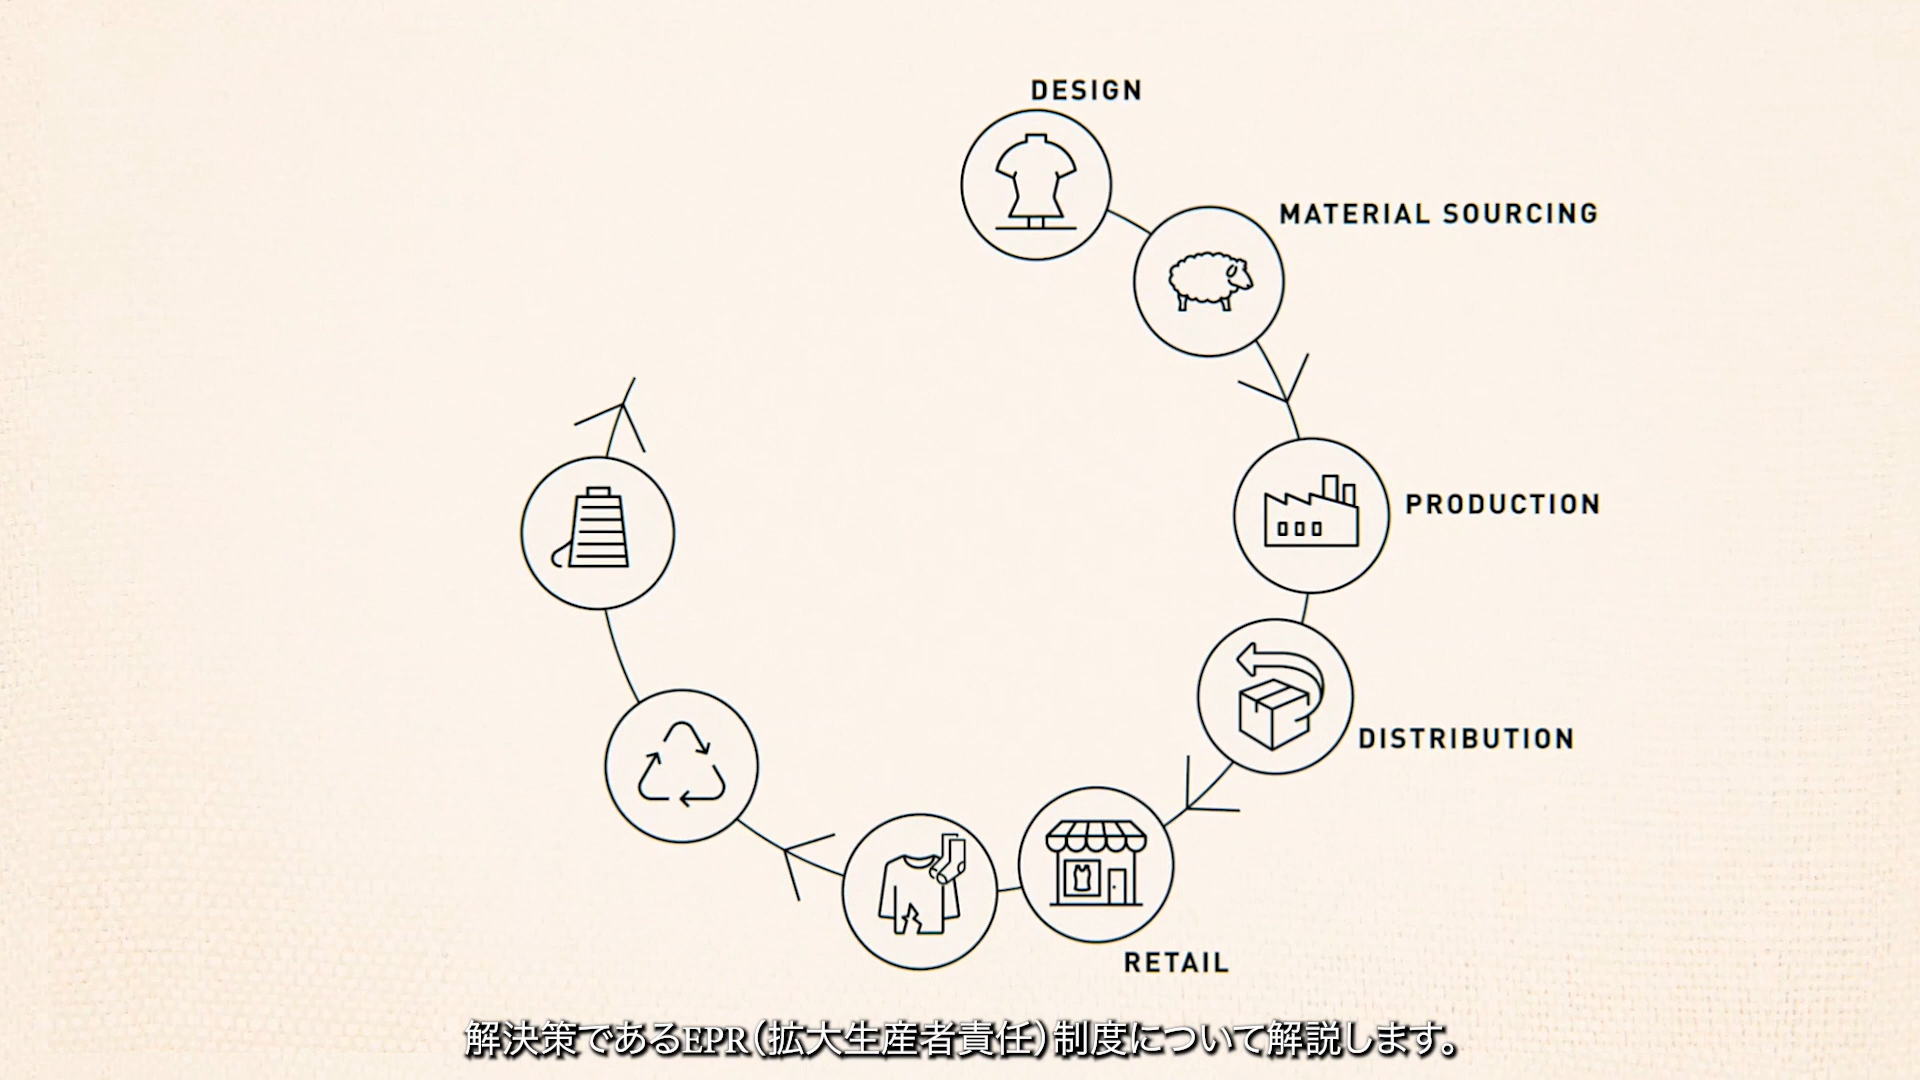 DESIGN
MATERIAL SOURCING
PRODUCTION
DISTRIBUTION
RETAIL
解決策であるEPR（拡大生産者責任）制度について解説します。